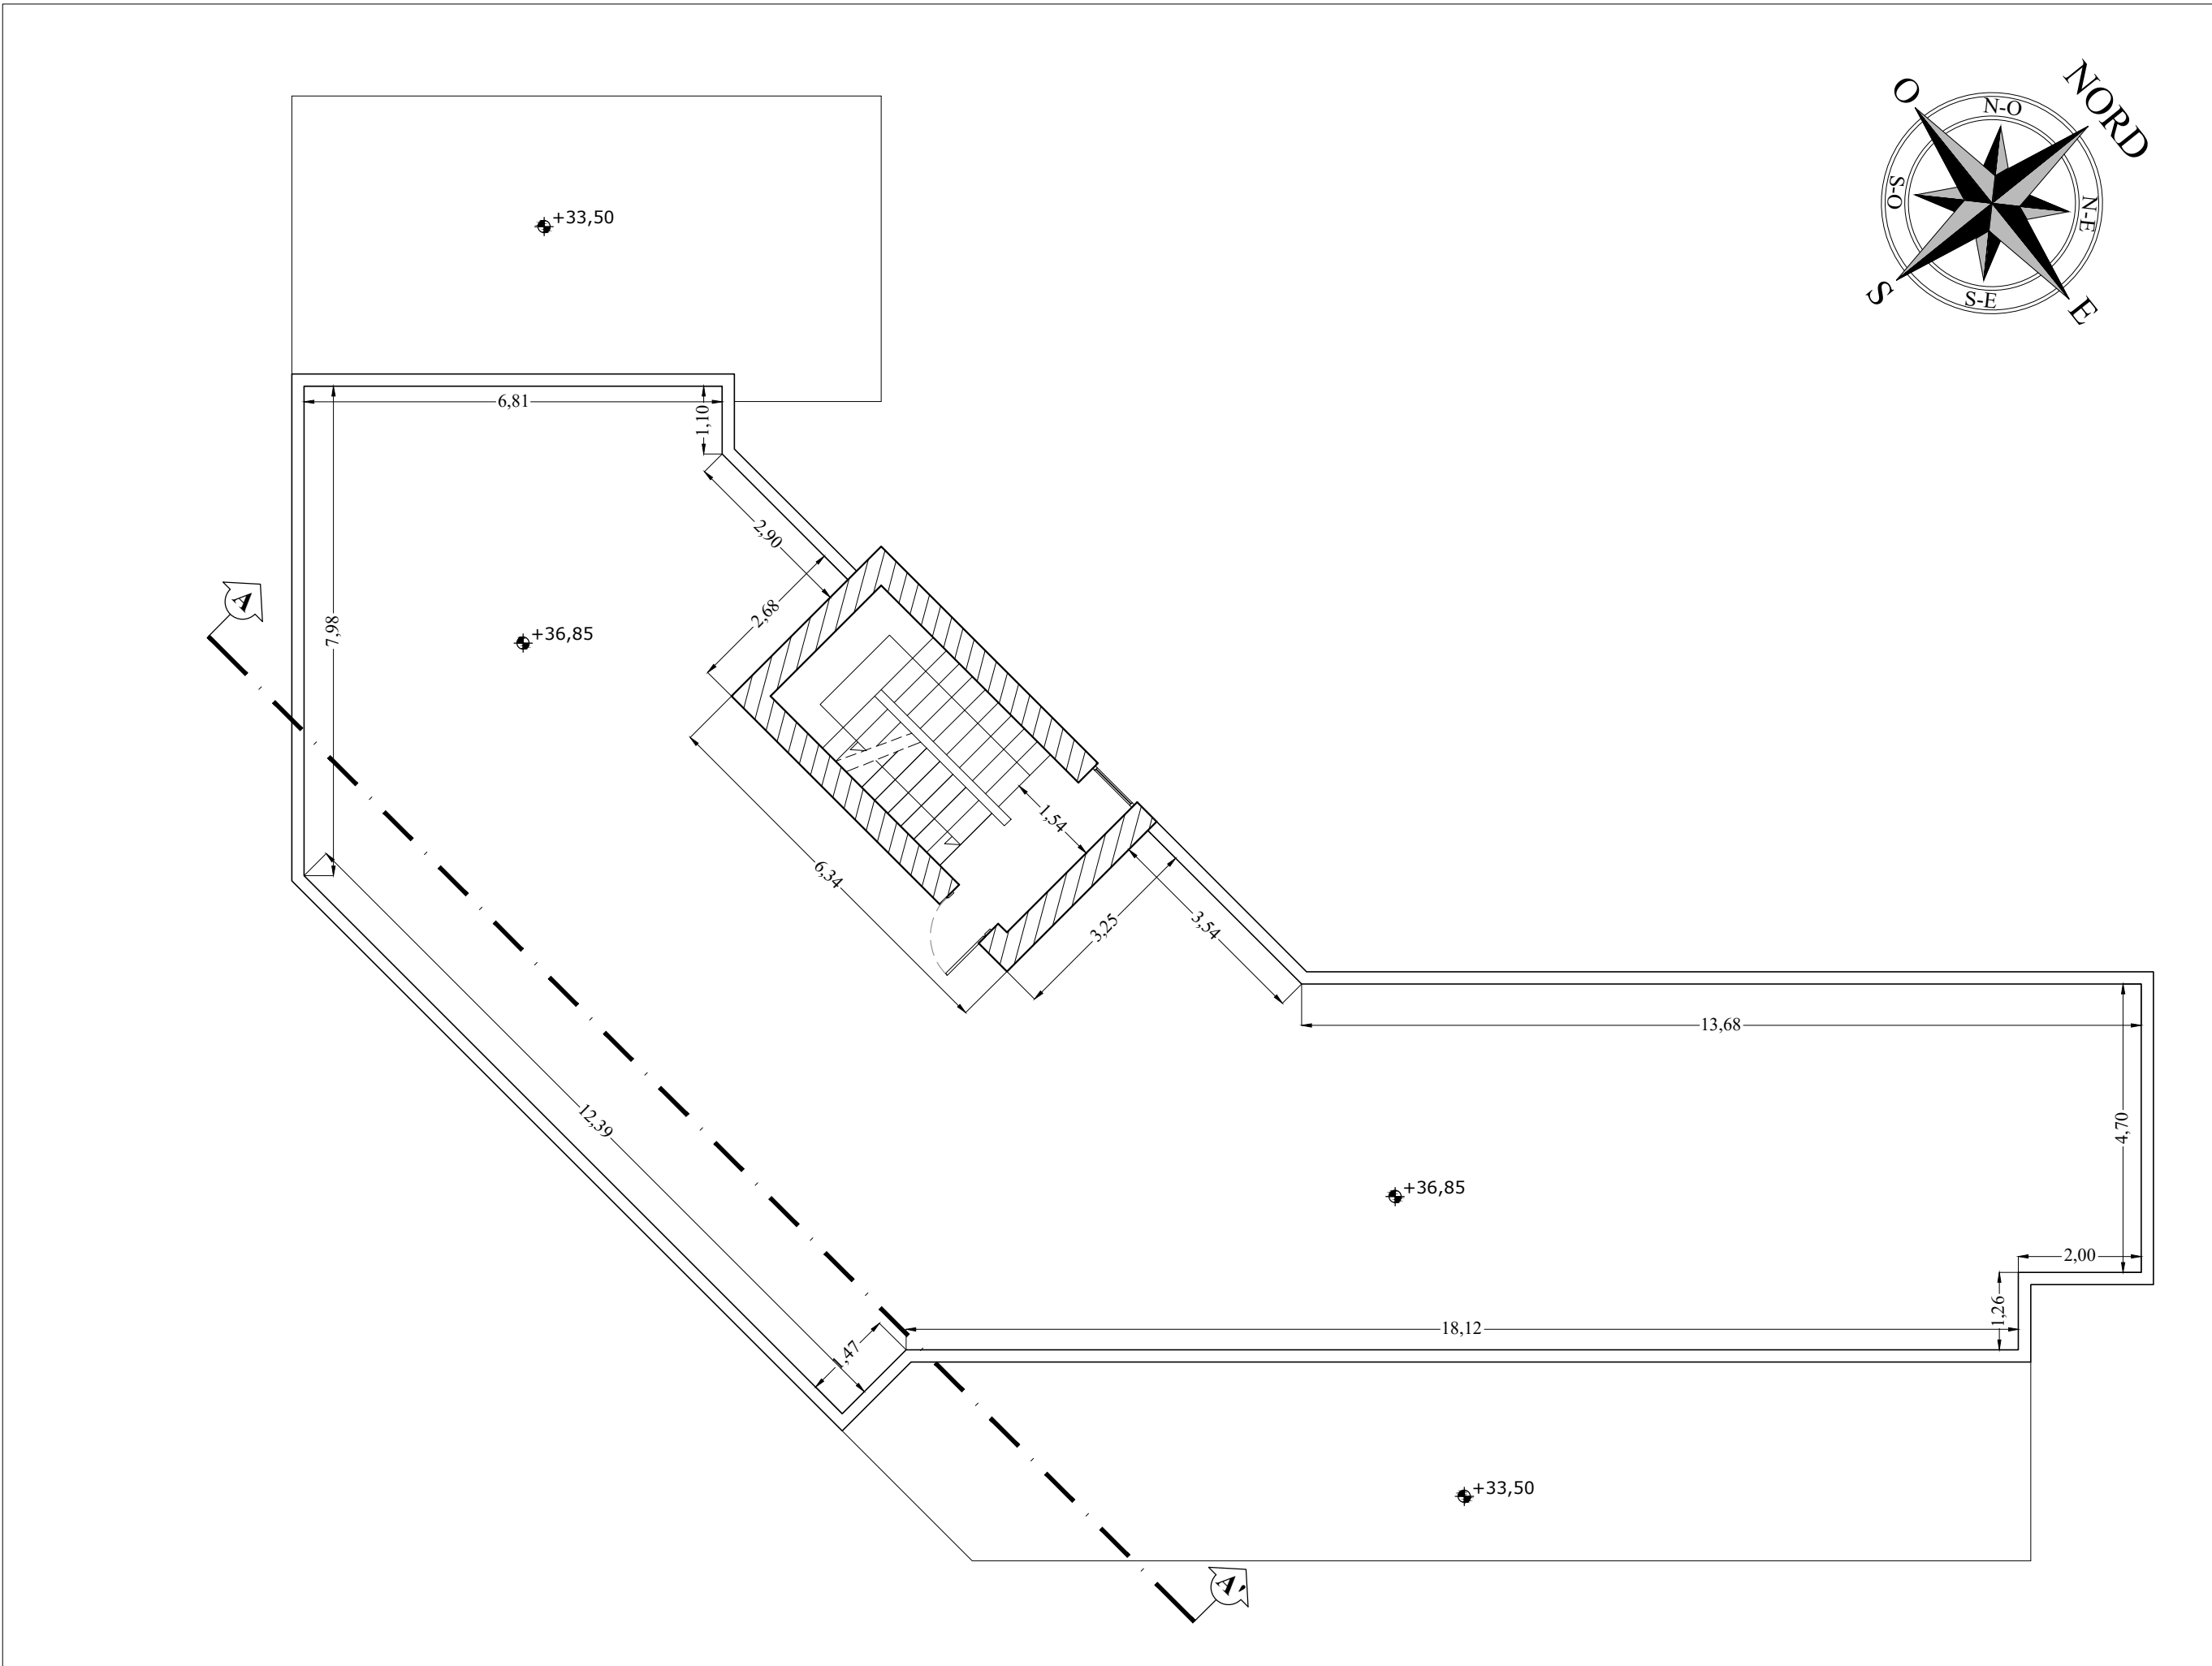 NORD
O
N-O
S-O
N-E
S
S-E
E
+33,50
6,81
1,10
2,90
2,68
A
7,98
+36,85
1,54
6,34
3,25
3,54
13,68
12,39
4,70
+36,85
2,00
1,26
18,12
,47
+33,50
A'